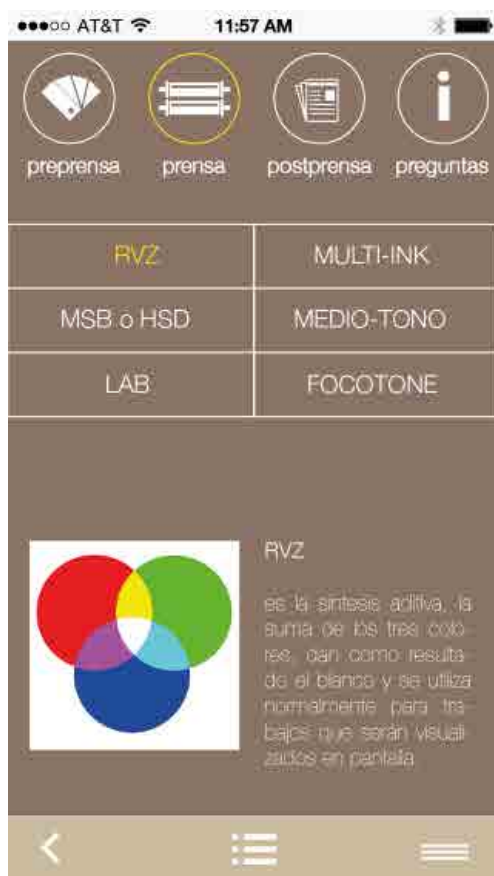 AT&T 11:57 AM
preprensa prensa postprensa preguntas
RVZ MULTI-INK
MSB o HSD MEDIO-TONO
LAB FOCOTONE
RVZ
es la síntesis aditiva, la
suma de los tres colo-
res, dan como resulta-
do el blanco y se utiliza
normalmente para tra-
bajos que serán visuali-
zados en pantalla